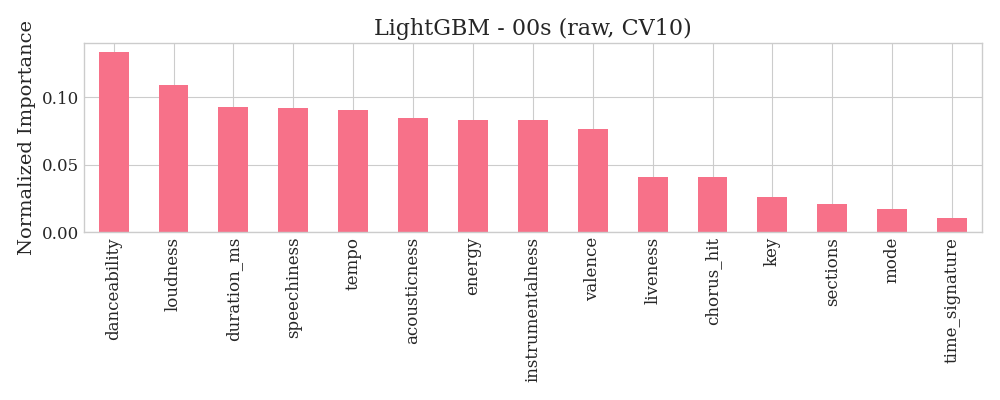 LightGBM - 00s (raw, CV10)
Normalized Importance
0.10
0.05
0.00
danceability
loudness
duration_ms
speechiness
tempo
acousticness
energy
instrumentalness
valence
liveness
chorus_hit
key
sections
mode
time_signature